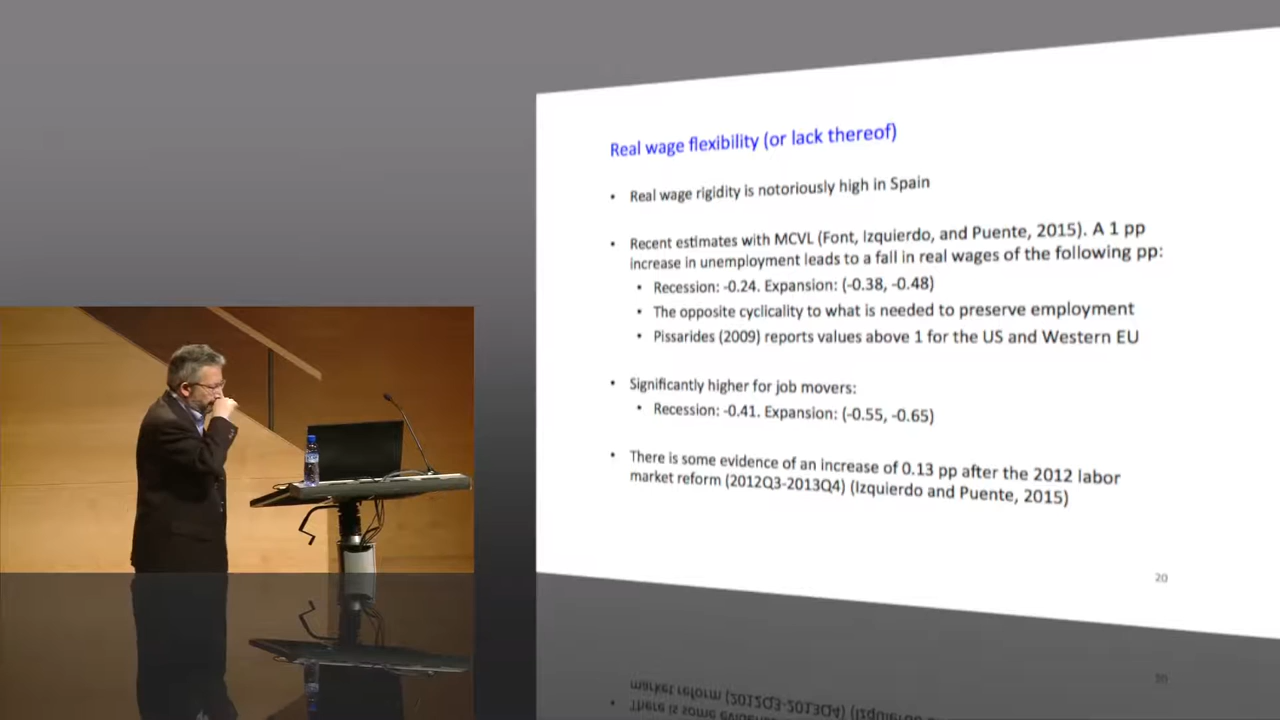 Real wage flexibility (or lack thereof)
• Real wage rigidity is notoriously high in Spain
• Recent estimates with MCVL (Font, Izquierdo, and Puente, 2015). A 1 pp
increase in unemployment leads to a fall in real wages of the following pp:
• Recession: -0.24. Expansion: (-0.38, -0.48)
• The opposite cyclicality to what is needed to preserve employment
• Pissarides (2009) reports values above 1 for the US and Western EU
• Significantly higher for job movers:
• Recession: -0.41. Expansion: (-0.55, -0.65)
• There is some evidence of an increase of 0.13 pp after the 2012 labor
market reform (2012Q3-2013Q4) (Izquierdo and Puente, 2015)
20